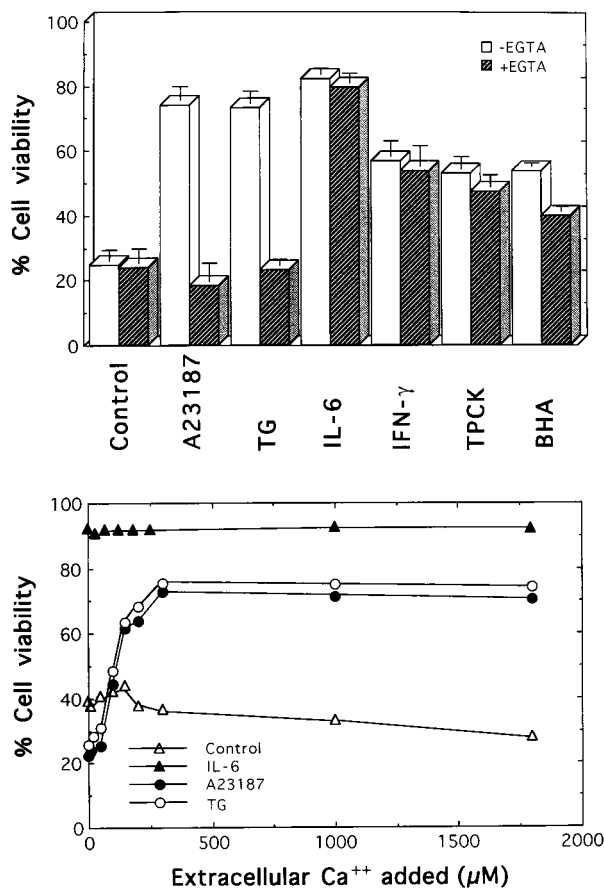 100
80
60
40
20
0
% Cell viability
-EGTA
+EGTA
Control
A23187
TG
IL-6
IFN-γ
TPCK
BHA
100
80
60
40
20
0
% Cell viability
Control
IL-6
A23187
TG
0
500
1000
1500
2000
Extracellular Ca⁺⁺ added (µM)